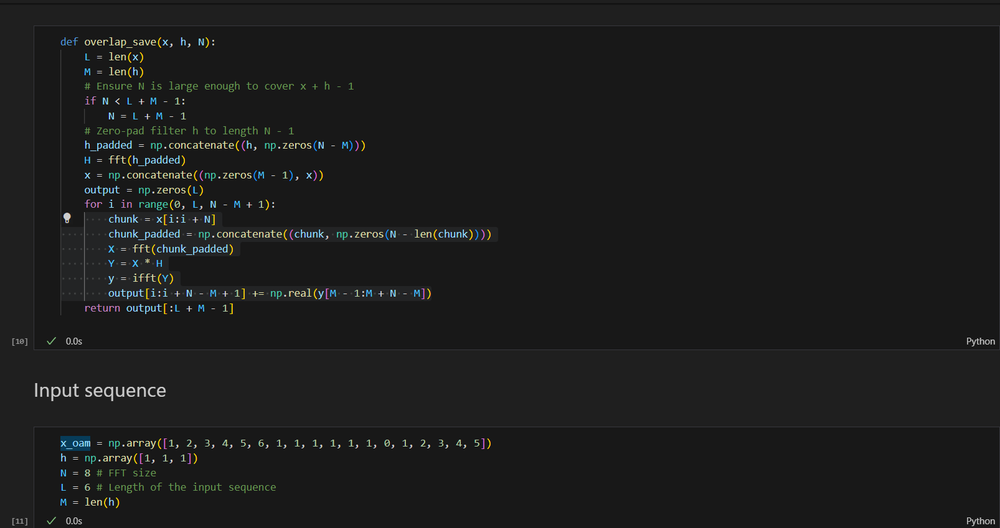 def overlap_save(x, h, N):
L = len(x)
M = len(h)
# Ensure N is large enough to cover x + h - 1
if N < L + M - 1:
N = L + M - 1
# Zero-pad filter h to length N - 1
h_padded = np.concatenate((h, np.zeros(N - M)))
H = fft(h_padded)
x = np.concatenate((np.zeros(M - 1), x))
output = np.zeros(L)
for i in range(0, L, N - M + 1):
chunk = x[i:i + N]
chunk_padded = np.concatenate((chunk, np.zeros(N - len(chunk))))
X = fft(chunk_padded)
Y = X * H
y = ifft(Y)
output[i:i + N - M + 1] += np.real(y[M - 1:M + N - M])
return output[:L + M - 1]
[10] 0.0s Python
Input sequence
x_oam = np.array([1, 2, 3, 4, 5, 6, 1, 1, 1, 1, 1, 1, 0, 1, 2, 3, 4, 5])
h = np.array([1, 1, 1])
N = 8 # FFT size
L = 6 # Length of the input sequence
M = len(h)
[11] 0.0s Python